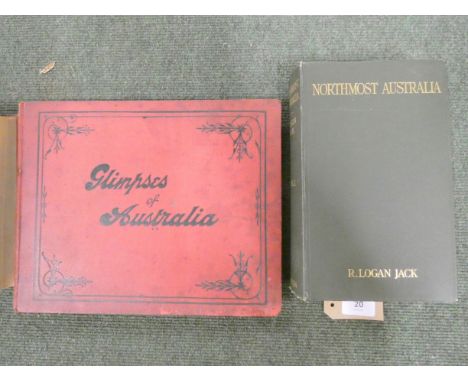 Glimpses
of
Australia
NORTHMOST AUSTRALIA
R. LOGAN JACK
20